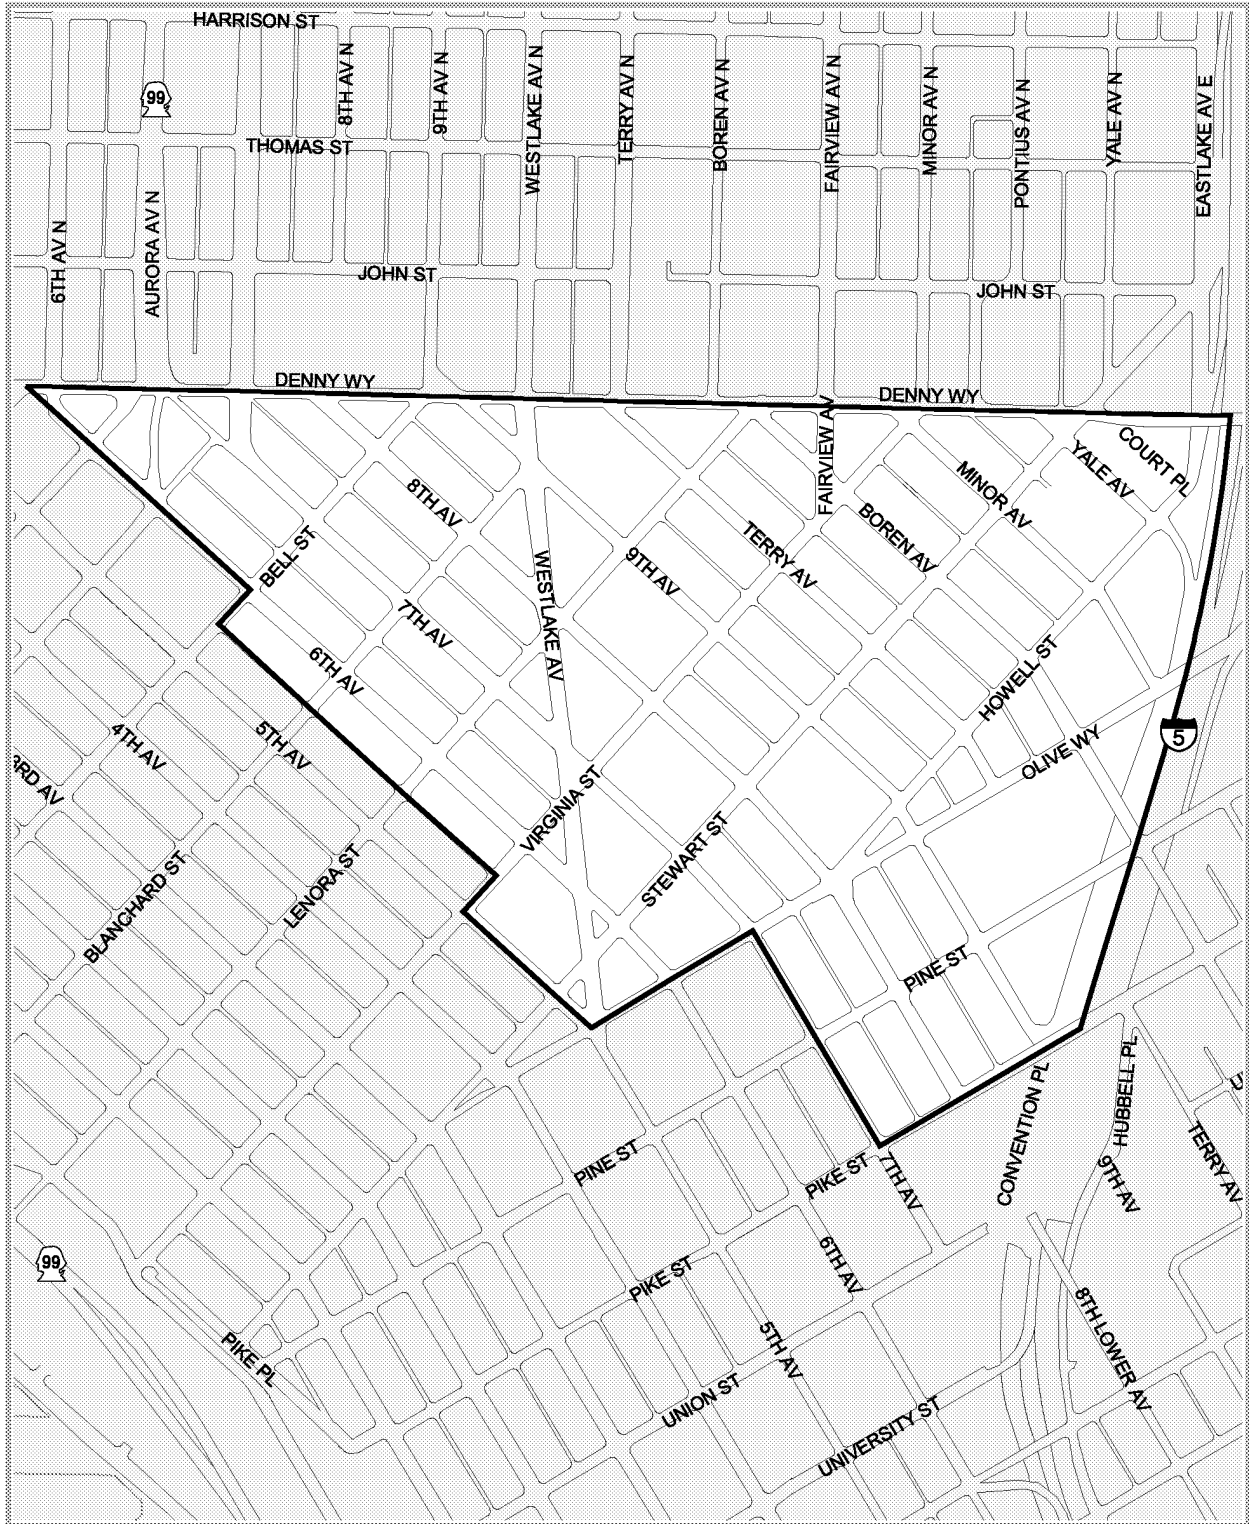 HARRISON ST
8TH AV N
9TH AV N
WESTLAKE AV N
TERRY AV N
BOREN AV N
FAIRVIEW AV N
MINOR AV N
PONTIUS AV N
YALE AV N
EASTLAKE AV E
99
THOMAS ST
6TH AV N
AURORA AV N
JOHN ST
JOHN ST
DENNY WY
DENNY WY
FAIRVIEW AV
COURT PL
YALE AV
MINOR AV
8TH AV
BOREN AV
TERRY AV
9TH AV
BELL ST
WESTLAKE AV
7TH AV
6TH AV
HOWELL ST
5TH AV
4TH AV
3RD AV
OLIVE WY
5
VIRGINIA ST
STEWART ST
BLANCHARD ST
LENORA ST
PINE ST
CONVENTION PL
HUBBELL PL
U
TERRY AV
9TH AV
PINE ST
PIKE ST
7TH AV
6TH AV
99
PIKE ST
8TH LOWER AV
PIKE PL
5TH AV
UNION ST
UNIVERSITY ST